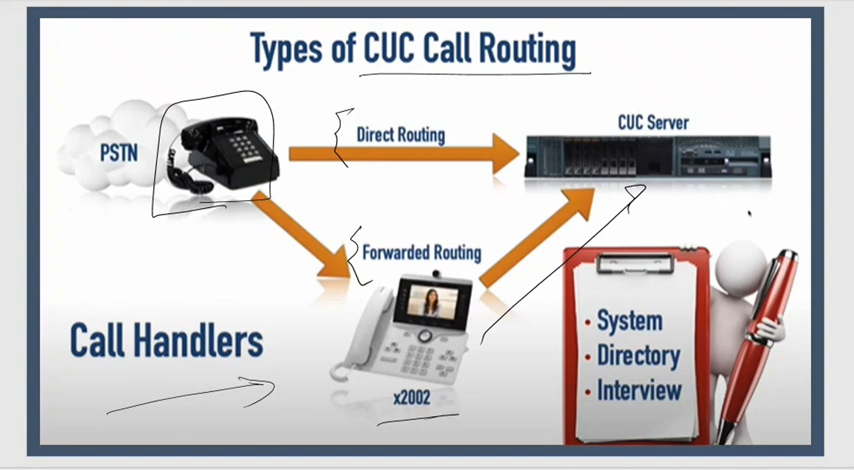 Types of CUC Call Routing
PSTN
Direct Routing
CUC Server
Forwarded Routing
Call Handlers
x2002
• System
• Directory
• Interview